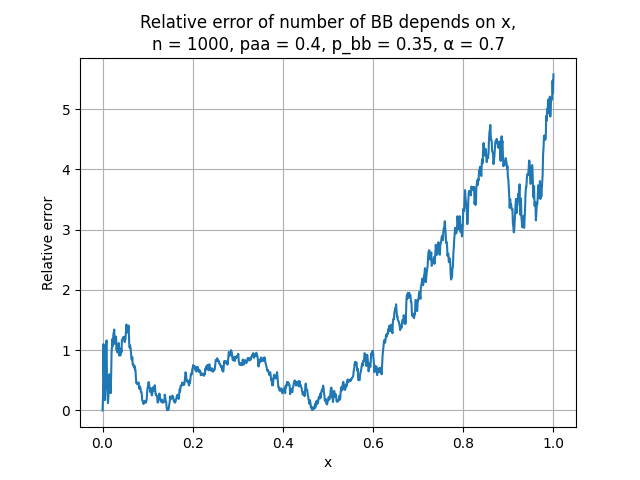 Relative error of number of BB depends on x,
n = 1000, paa = 0.4, p_bb = 0.35, α = 0.7
Relative error
5
4
3
2
1
0
0.0 0.2 0.4 0.6 0.8 1.0
x